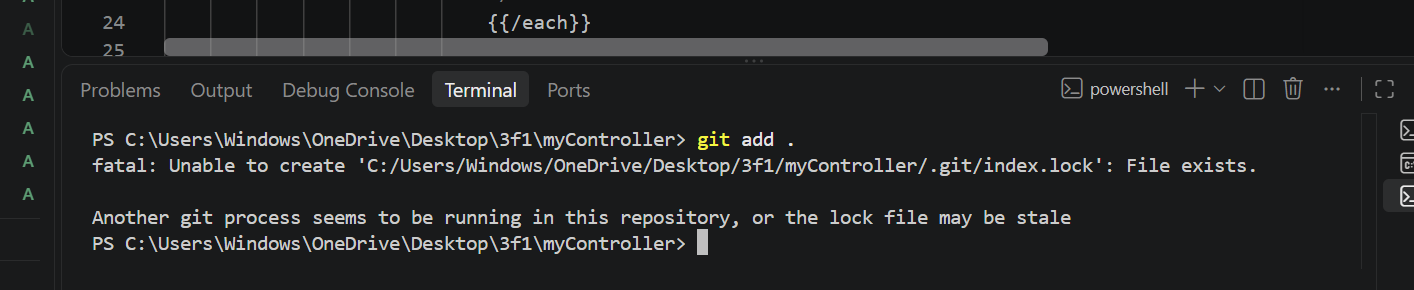 24 {{/each}}
25
A
A
A
A
A
A
Problems Output Debug Console Terminal Ports powershell
PS C:\Users\Windows\OneDrive\Desktop\3f1\myController> git add .
fatal: Unable to create 'C:/Users/Windows/OneDrive/Desktop/3f1/myController/.git/index.lock': File exists.
Another git process seems to be running in this repository, or the lock file may be stale
PS C:\Users\Windows\OneDrive\Desktop\3f1\myController>